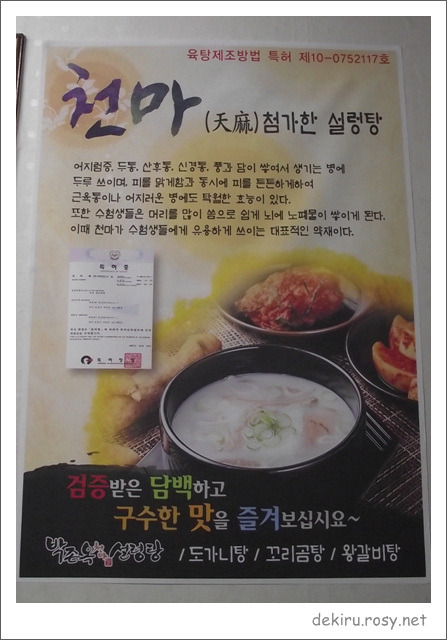 육탕제조방법 특허 제10-0752117호
천마 (天麻)첨가한 설렁탕
어지럼증, 두통, 산후통, 신경통, 풍과 담이 쌓여서 생기는 병에
두루 쓰이며, 피를 맑게함과 동시에 피를 튼튼하게하여
근육통이나 어지러운 병에도 탁월한 효능이 있다.
또한 수험생들은 머리를 많이 씀으로 쉽게 뇌에 노폐물이 쌓이게 된다.
이때 천마가 수험생들에게 유용하게 쓰이는 대표적인 약재이다.
특허증
특허청
검증받은 담백하고
구수한 맛을 즐겨보십시요~
설렁탕 / 도가니탕 / 꼬리곰탕 / 왕갈비탕
dekiru.rosy.net